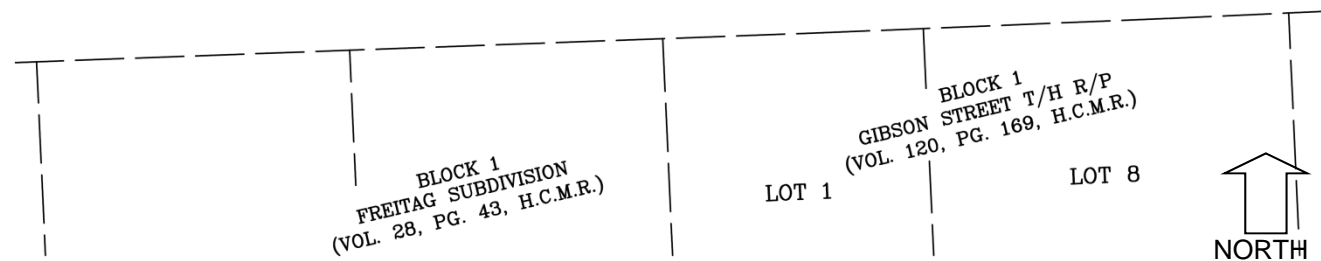 BLOCK 1
FREITAG SUBDIVISION
(VOL. 28, PG. 43, H.C.M.R.)
BLOCK 1
GIBSON STREET T/H R/P
(VOL. 120, PG. 169, H.C.M.R.)
LOT 1
LOT 8
NORTH